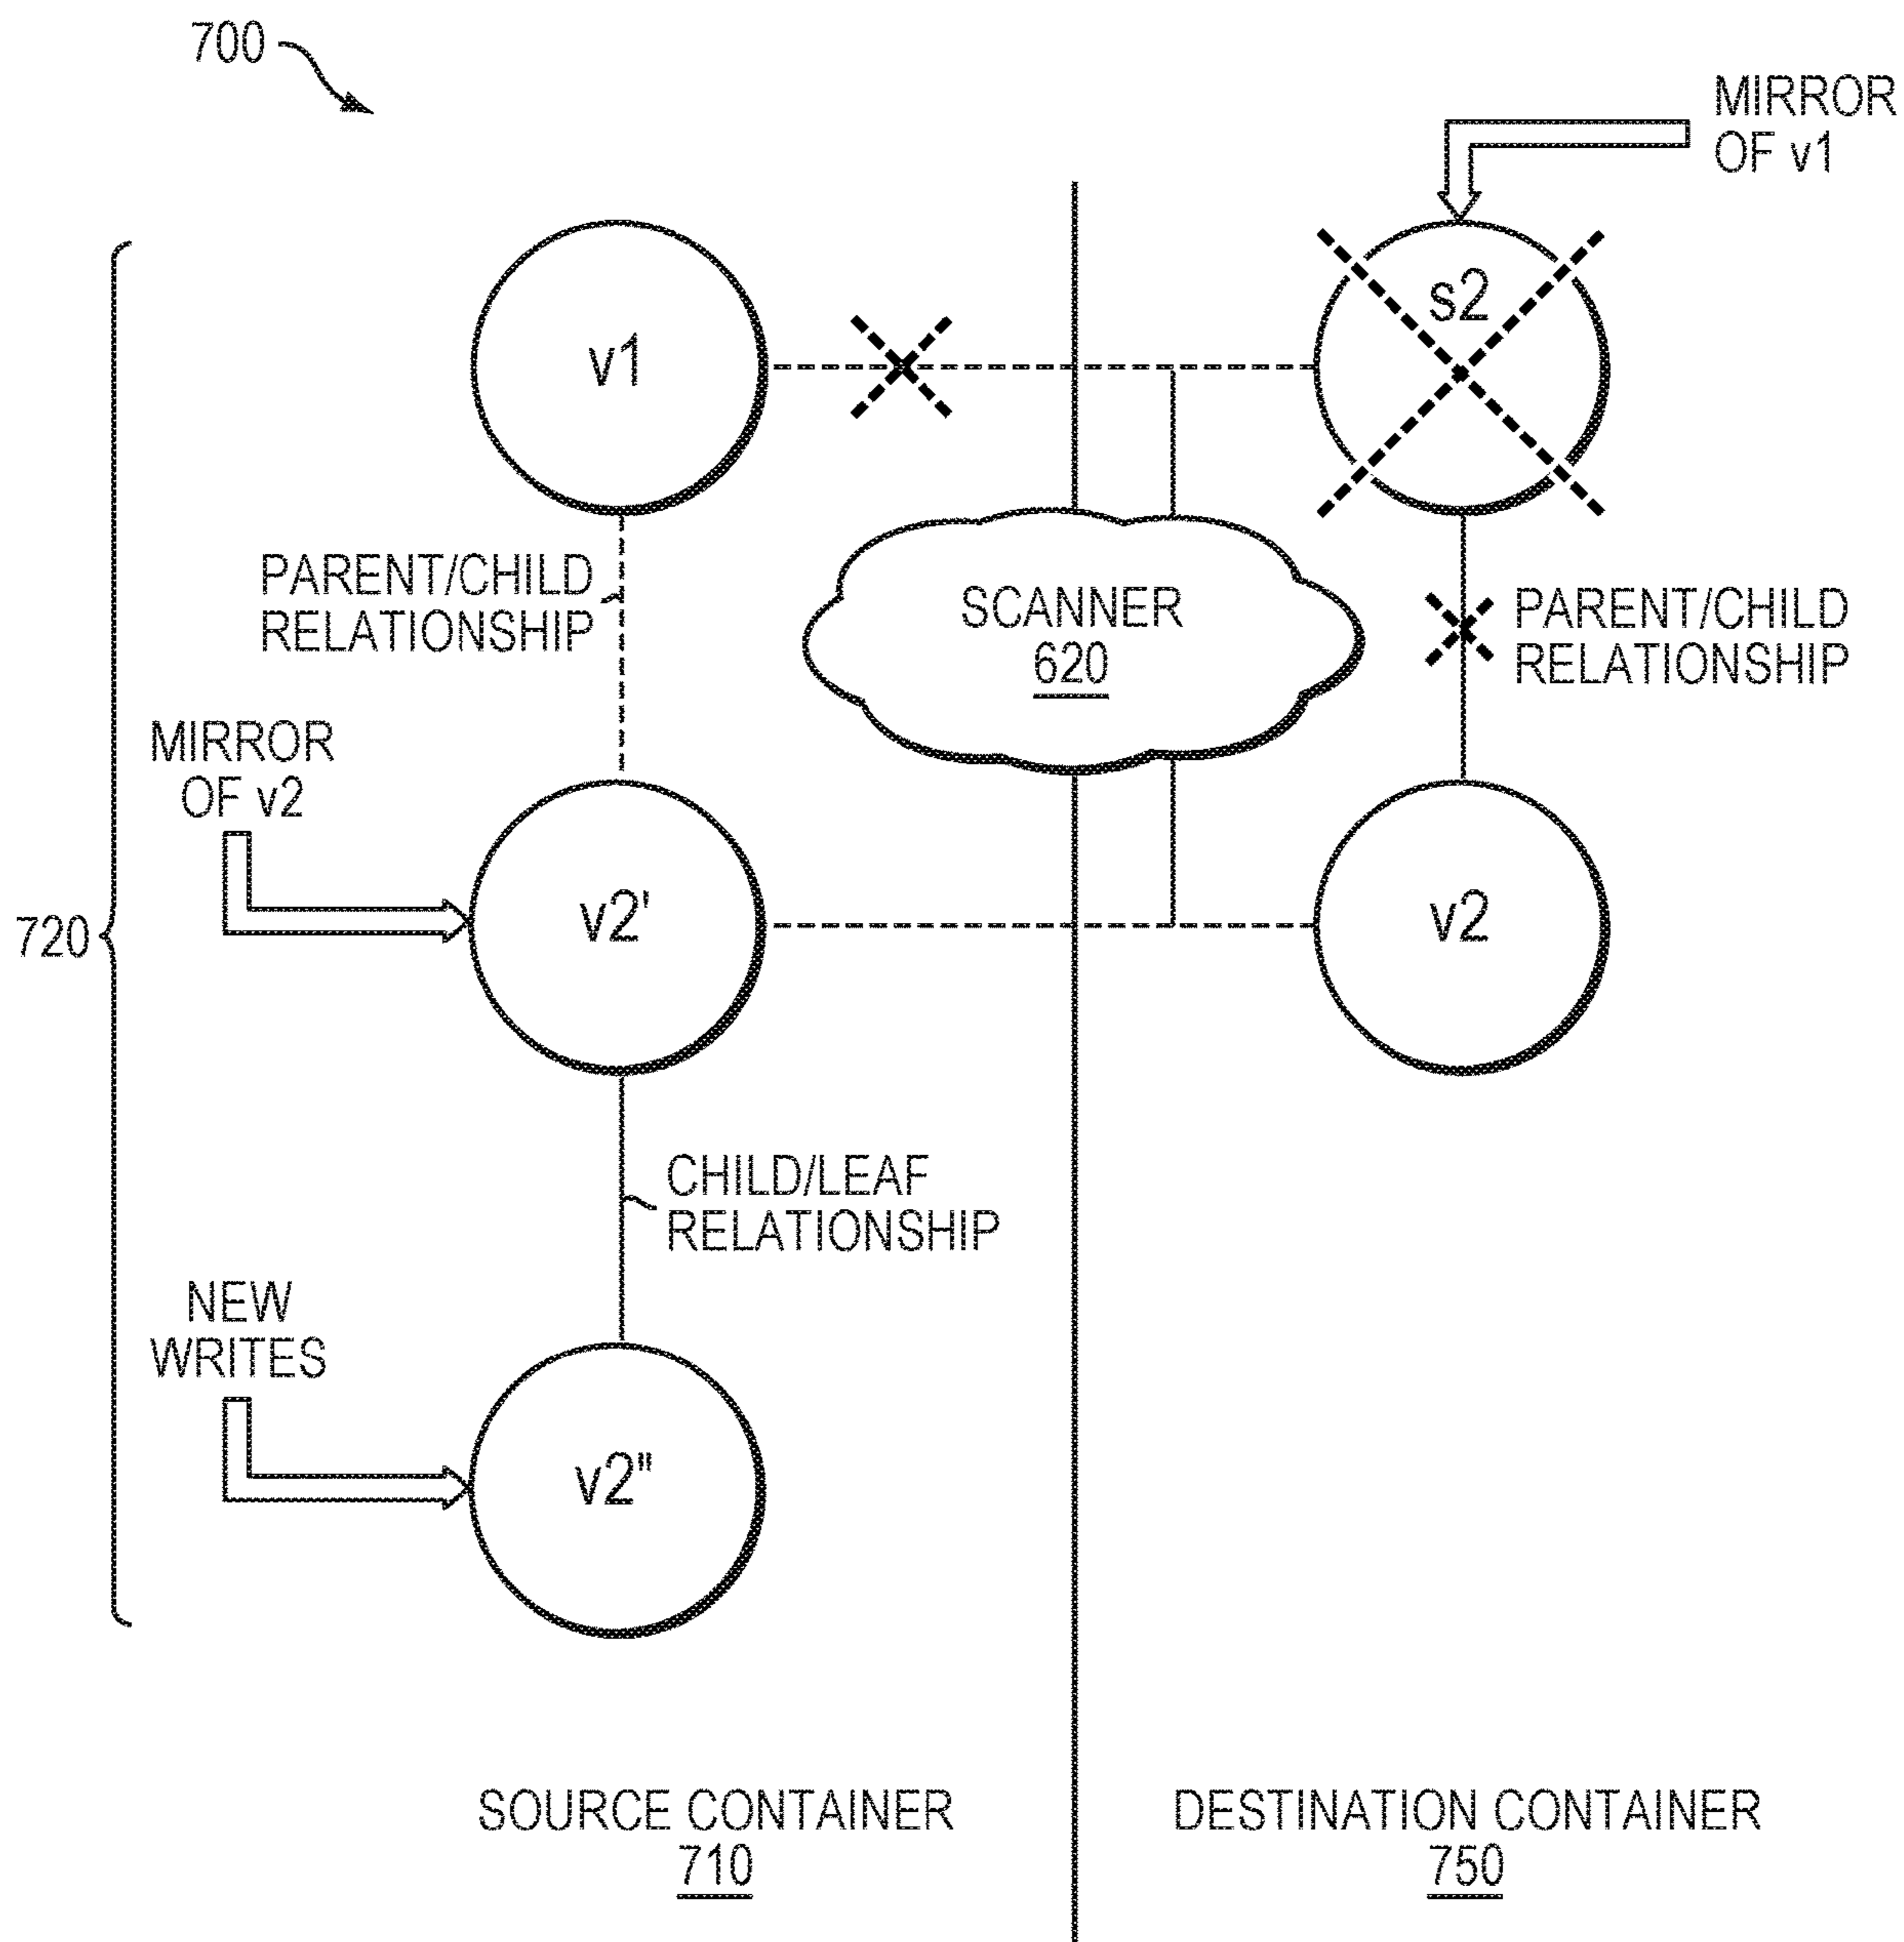 700
MIRROR
OF v1
v1
s2
PARENT/CHILD
RELATIONSHIP
SCANNER
620
PARENT/CHILD
RELATIONSHIP
MIRROR
OF v2
720
v2'
v2
CHILD/LEAF
RELATIONSHIP
NEW
WRITES
v2"
SOURCE CONTAINER
710
DESTINATION CONTAINER
750